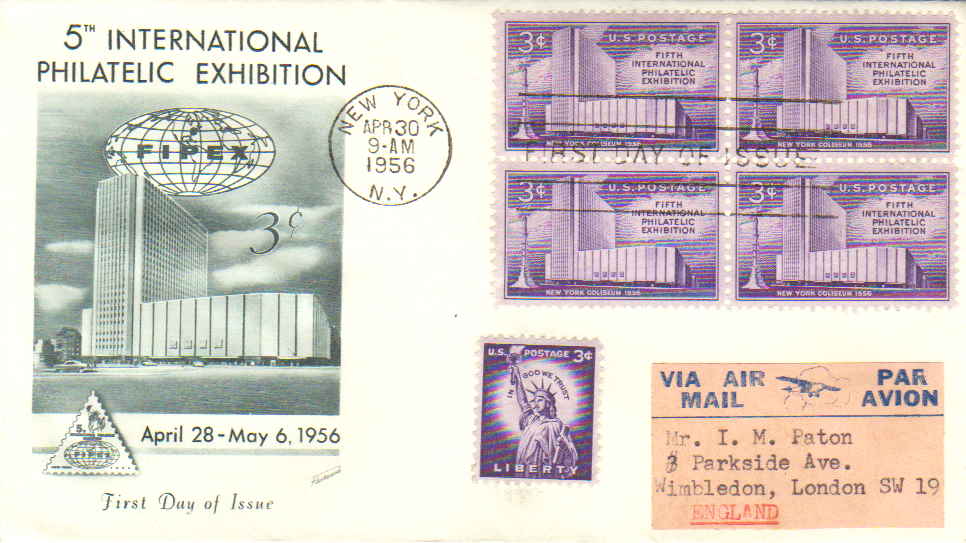 5TH INTERNATIONAL
PHILATELIC EXHIBITION
FIPEX
3¢
April 28 - May 6, 1956
5TH
FIPEX
First Day of Issue
NEW YORK
APR 30
9-AM
1956
N.Y.
3¢ U.S. POSTAGE
FIFTH
INTERNATIONAL
PHILATELIC
EXHIBITION
NEW YORK COLISEUM 1956
3¢ U.S. POSTAGE
FIFTH
INTERNATIONAL
PHILATELIC
EXHIBITION
NEW YORK COLISEUM 1956
FIRST DAY OF ISSUE
3¢ U.S. POSTAGE
FIFTH
INTERNATIONAL
PHILATELIC
EXHIBITION
NEW YORK COLISEUM 1956
3¢ U.S. POSTAGE
FIFTH
INTERNATIONAL
PHILATELIC
EXHIBITION
NEW YORK COLISEUM 1956
U.S. POSTAGE 3¢
IN GOD WE TRUST
LIBERTY
VIA AIR PAR
MAIL AVION
Mr. I. M. Paton
Parkside Ave.
Wimbledon, London SW 19
ENGLAND